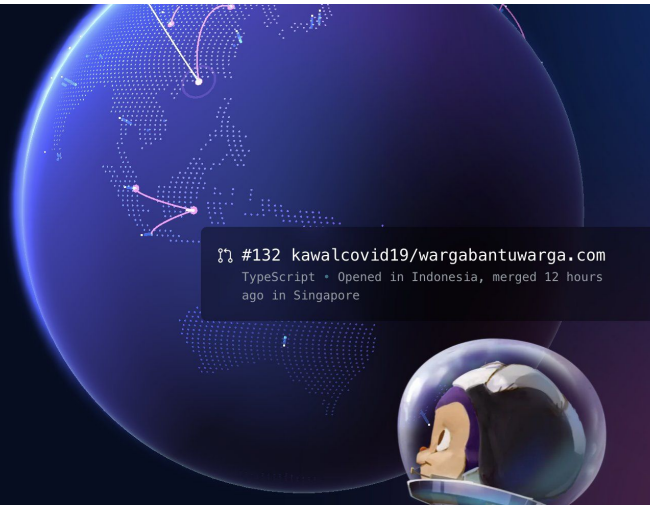 #132 kawalcovid19/wargabantuwarga.com
TypeScript • Opened in Indonesia, merged 12 hours
ago in Singapore